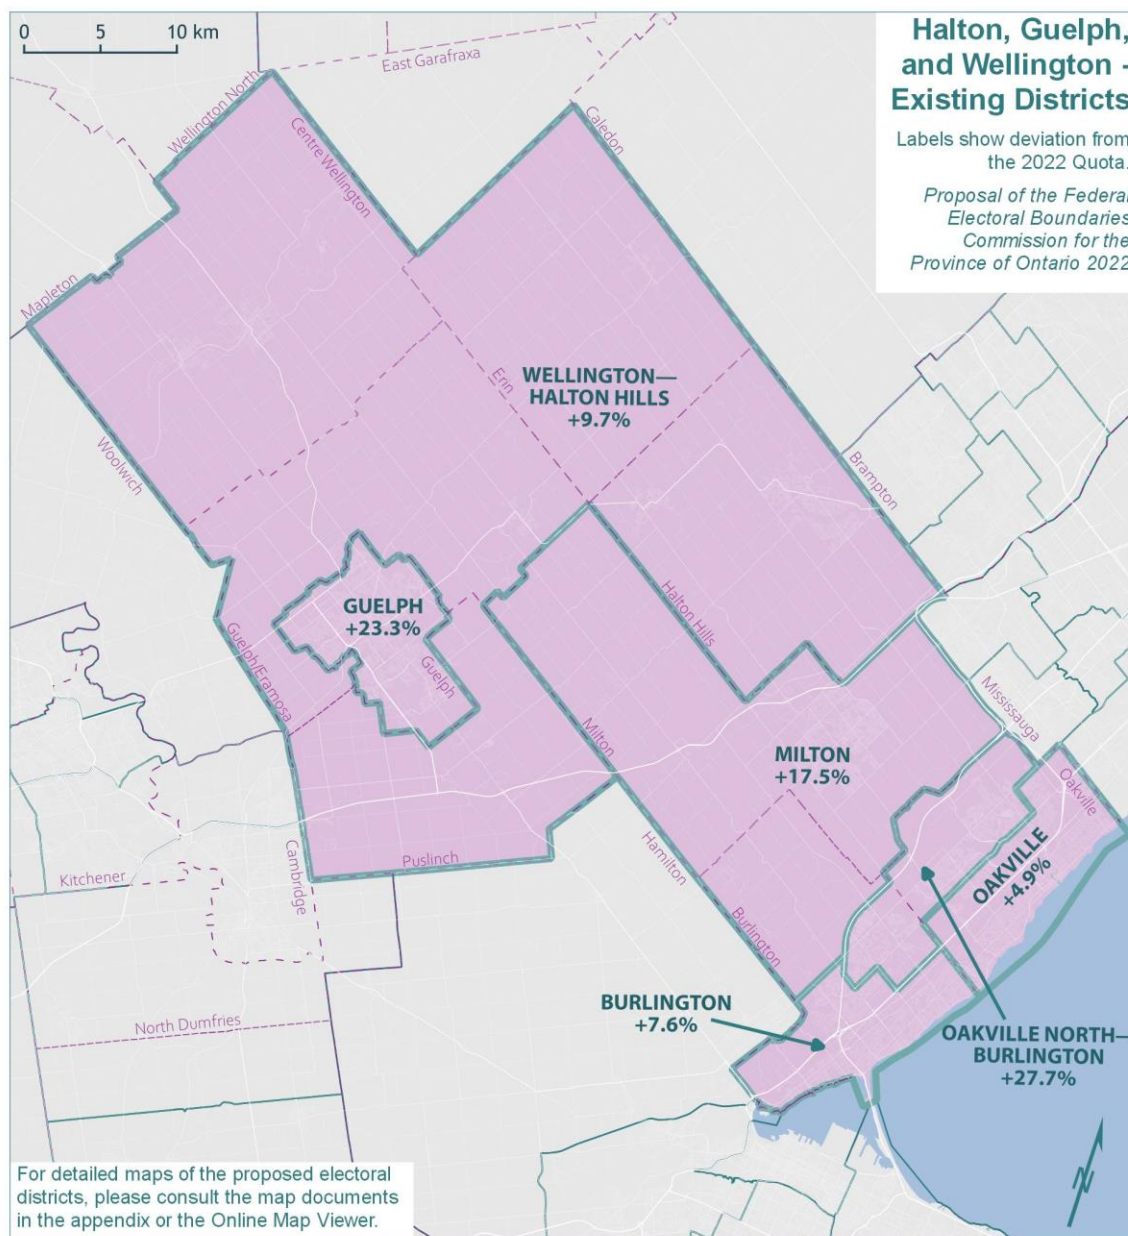 0 5 10 km
Halton, Guelph,
and Wellington -
Existing Districts
Labels show deviation from
the 2022 Quota.
Proposal of the Federal
Electoral Boundaries
Commission for the
Province of Ontario 2022
East Garafraxa
Wellington North
Centre Wellington
Caledon
Mapleton
Erin
WELLINGTON—
HALTON HILLS
+9.7%
Woolwich
Brampton
GUELPH
+23.3%
Halton Hills
Guelph/Eramosa
Guelph
Milton
MILTON
+17.5%
Mississauga
Oakville
OAKVILLE
+4.9%
Hamilton
Puslinch
Cambridge
Kitchener
Burlington
BURLINGTON
+7.6%
OAKVILLE NORTH—
BURLINGTON
+27.7%
North Dumfries
N
For detailed maps of the proposed electoral
districts, please consult the map documents
in the appendix or the Online Map Viewer.